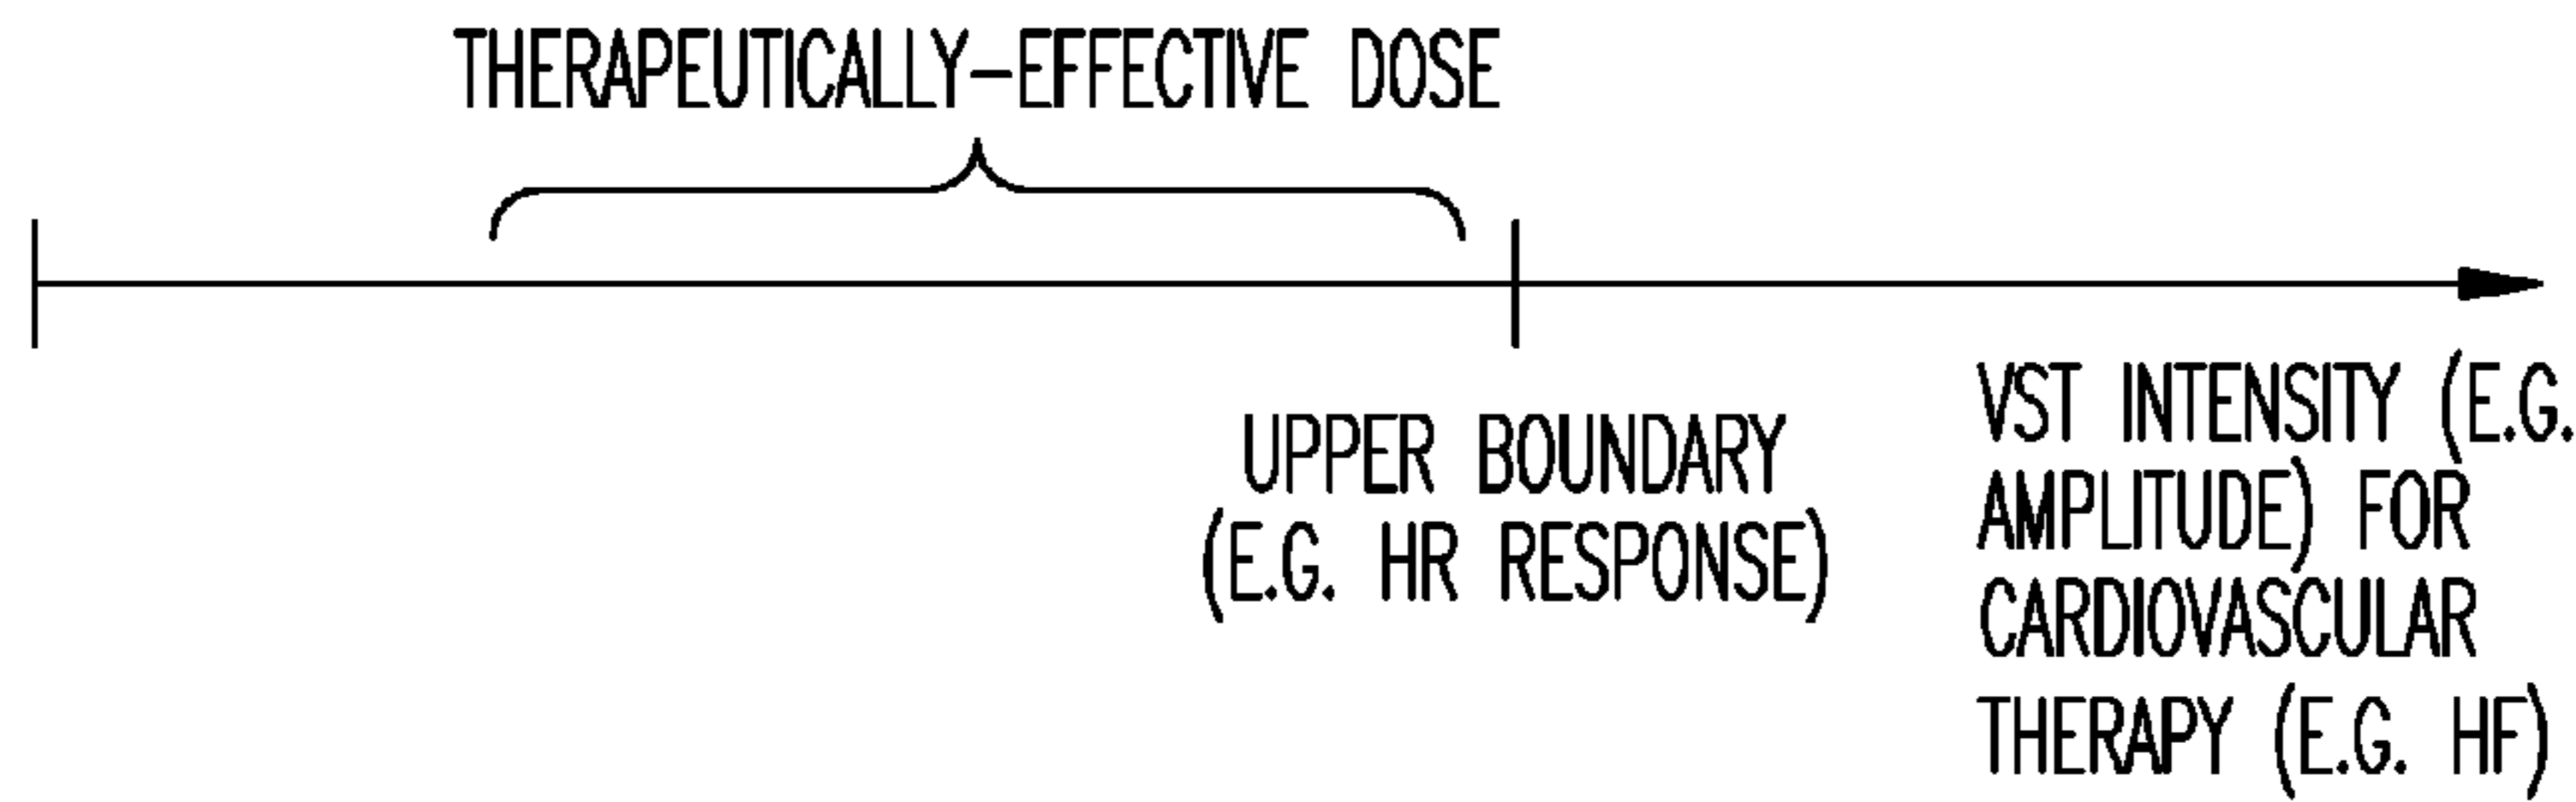 THERAPEUTICALLY-EFFECTIVE DOSE
UPPER BOUNDARY
(E.G. HR RESPONSE)
VST INTENSITY (E.G.
AMPLITUDE) FOR
CARDIOVASCULAR
THERAPY (E.G. HF)